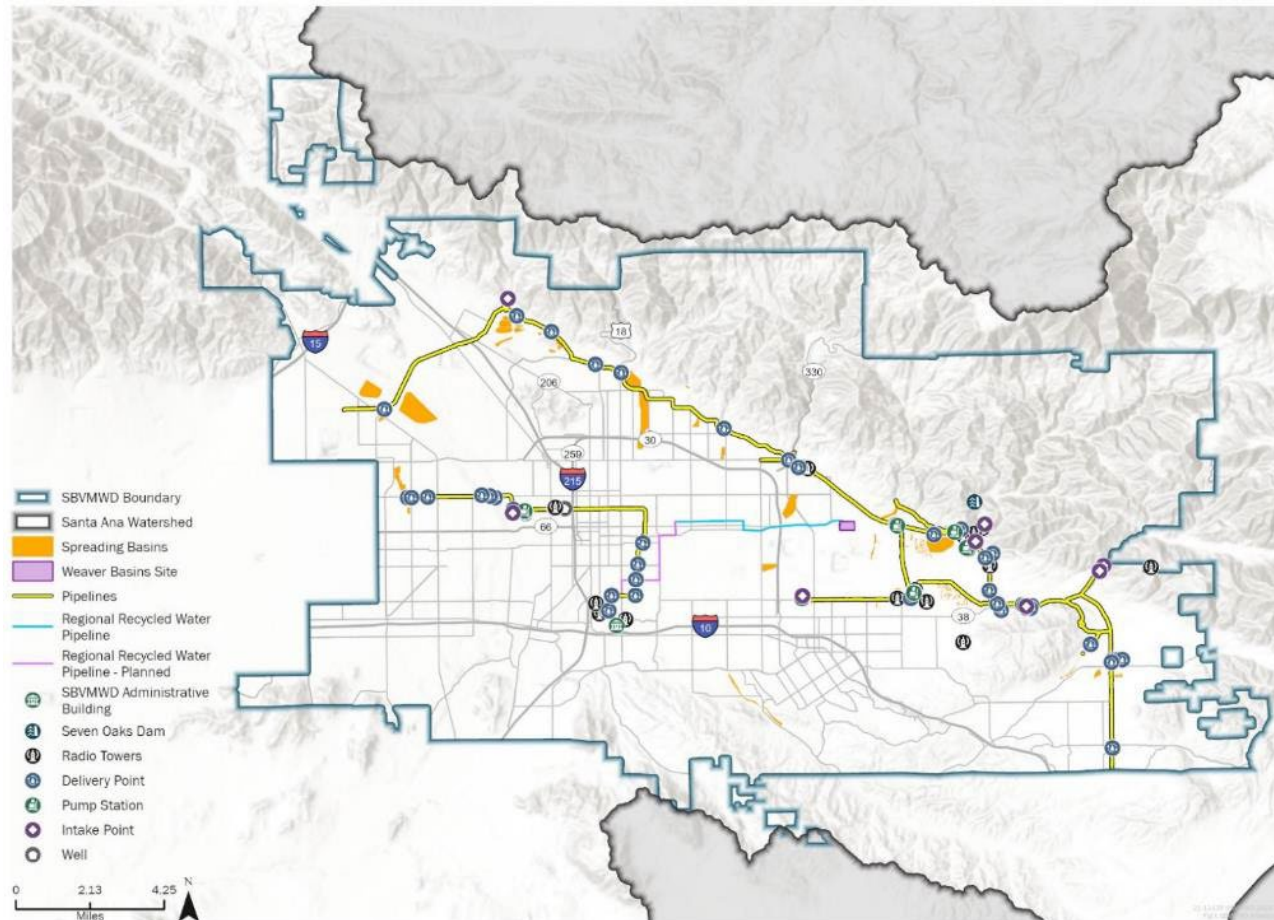 18
15
330
206
30
259
215
66
38
10
SBVMWD Boundary
Santa Ana Watershed
Spreading Basins
Weaver Basins Site
Pipelines
Regional Recycled Water
Pipeline
Regional Recycled Water
Pipeline - Planned
SBVMWD Administrative
Building
Seven Oaks Dam
Radio Towers
Delivery Point
Pump Station
Intake Point
Well
0 2.13 4.25
Miles
N